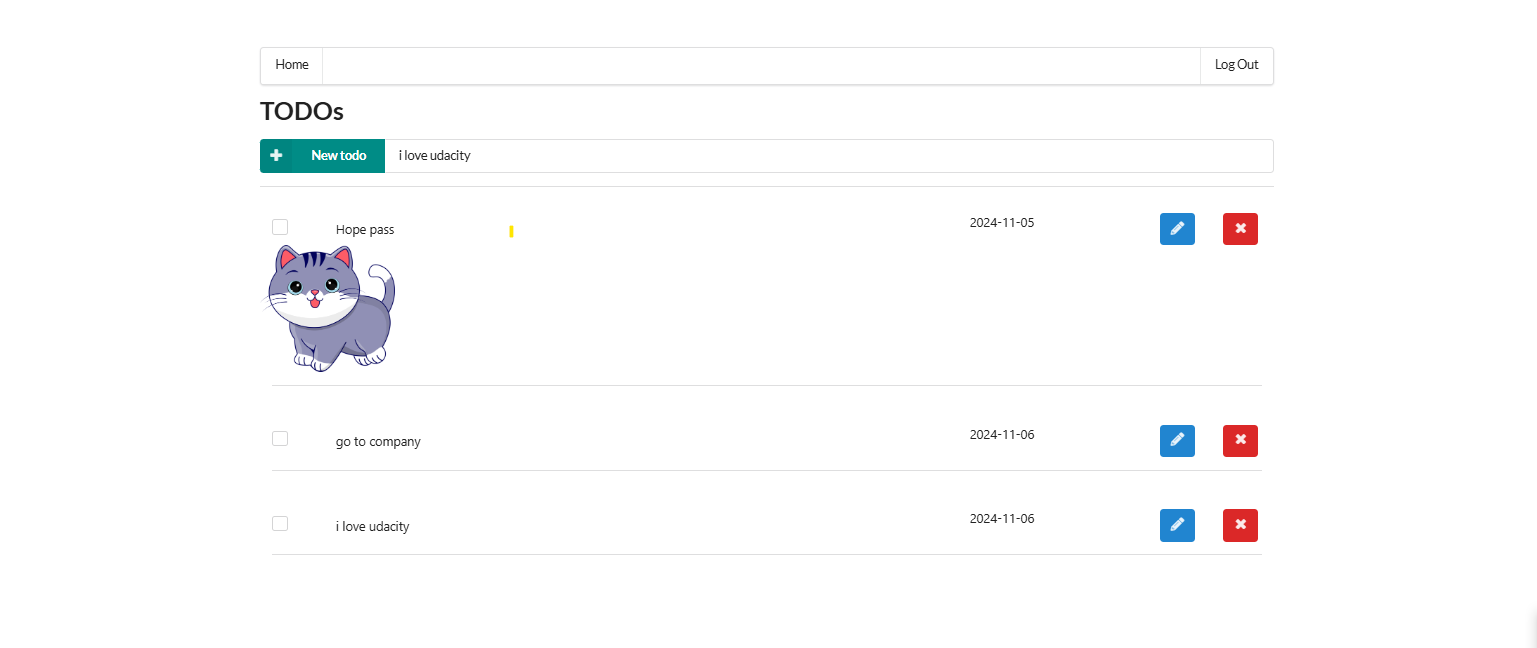 Home Log Out
TODOs
New todo i love udacity
Hope pass 2024-11-05
go to company 2024-11-06
i love udacity 2024-11-06